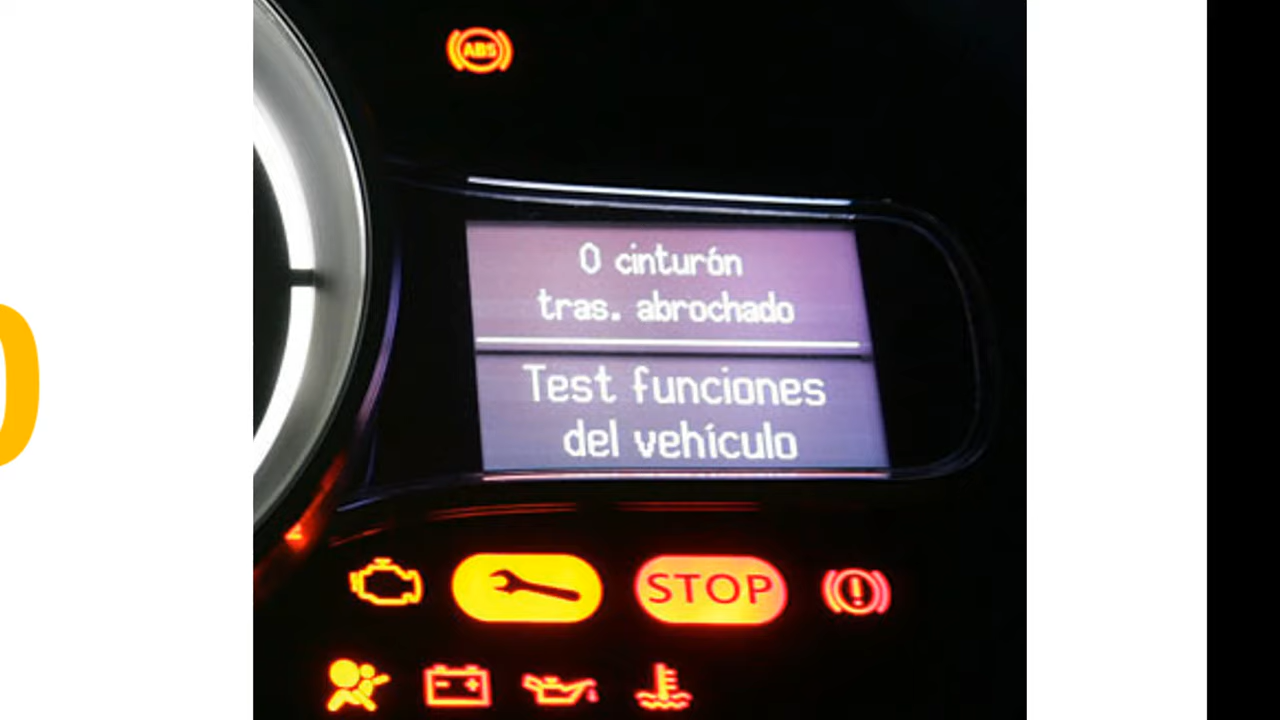 ABS
0 cinturón
tras. abrochado
Test funciones
del vehículo
STOP